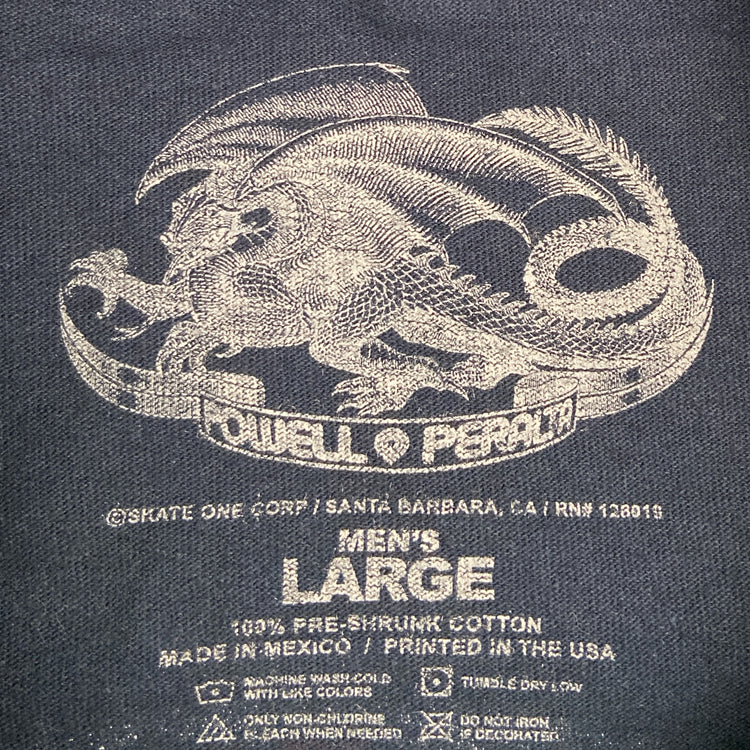 POWELL PERALTA
©SKATE ONE CORP / SANTA BARBARA, CA / RN# 128019
MEN'S
LARGE
100% PRE-SHRUNK COTTON
MADE IN MEXICO / PRINTED IN THE USA
MACHINE WASH COLD
WITH LIKE COLORS
TUMBLE DRY LOW
ONLY NON-CHLORINE
BLEACH WHEN NEEDED
DO NOT IRON
IF DECORATED